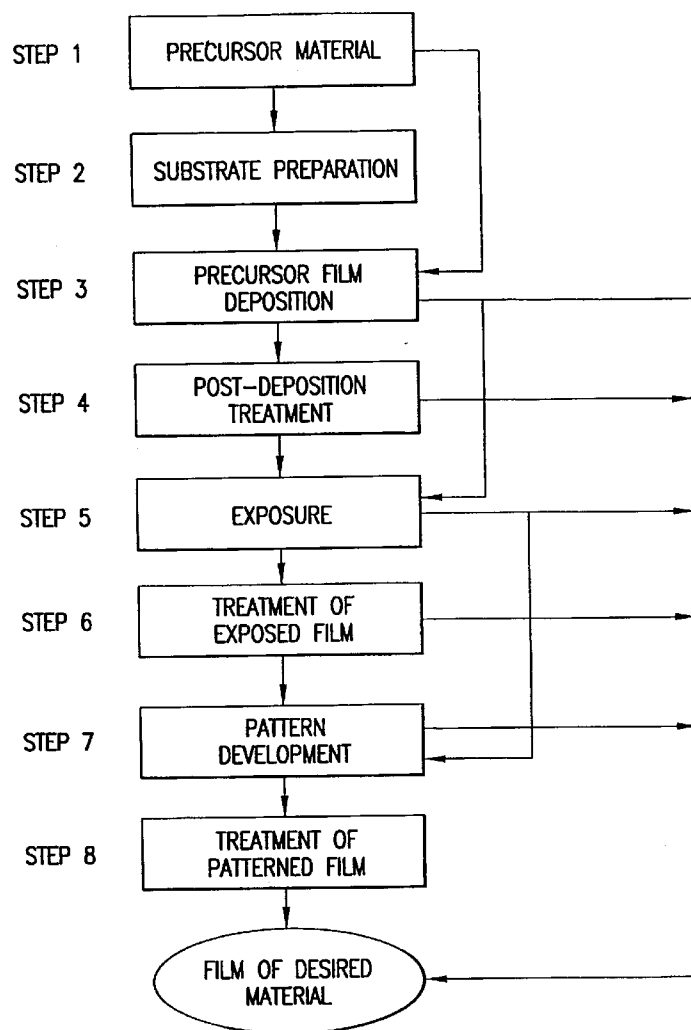 STEP 1
PRECURSOR MATERIAL
STEP 2
SUBSTRATE PREPARATION
STEP 3
PRECURSOR FILM
DEPOSITION
STEP 4
POST-DEPOSITION
TREATMENT
STEP 5
EXPOSURE
STEP 6
TREATMENT OF
EXPOSED FILM
STEP 7
PATTERN
DEVELOPMENT
STEP 8
TREATMENT OF
PATTERNED FILM
FILM OF DESIRED
MATERIAL